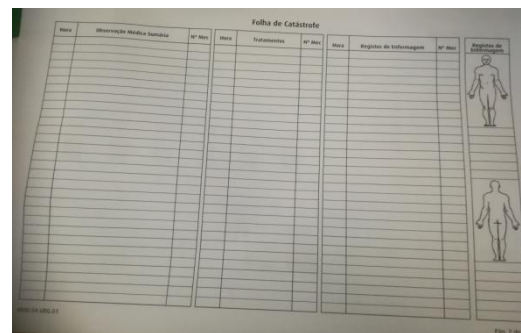 Folha de Catástrofe
Hora Observação Médica Sumária Nº Mec
Hora Tratamentos Nº Mec
Hora Registos de Enfermagem Nº Mec
Registos de
Enfermagem